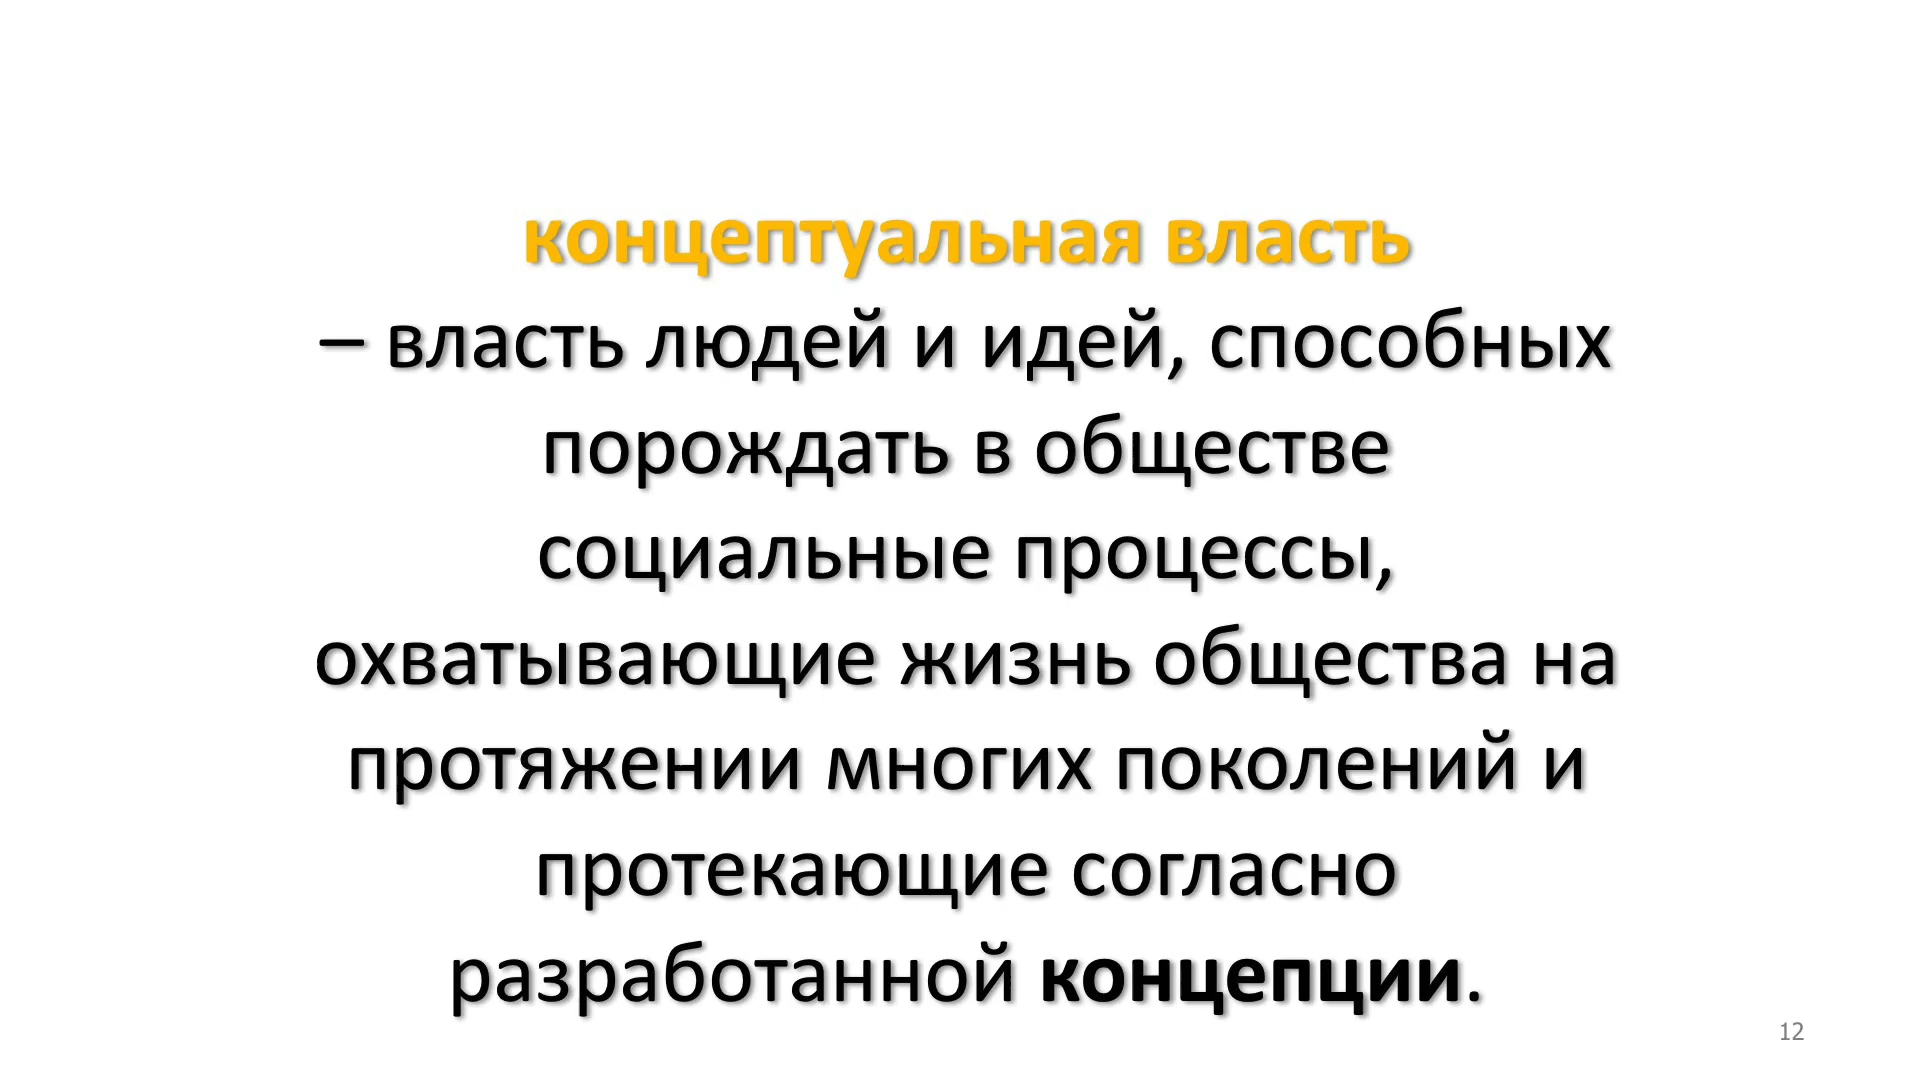 концептуальная власть
– власть людей и идей, способных
порождать в обществе
социальные процессы,
охватывающие жизнь общества на
протяжении многих поколений и
протекающие согласно
разработанной концепции.
12